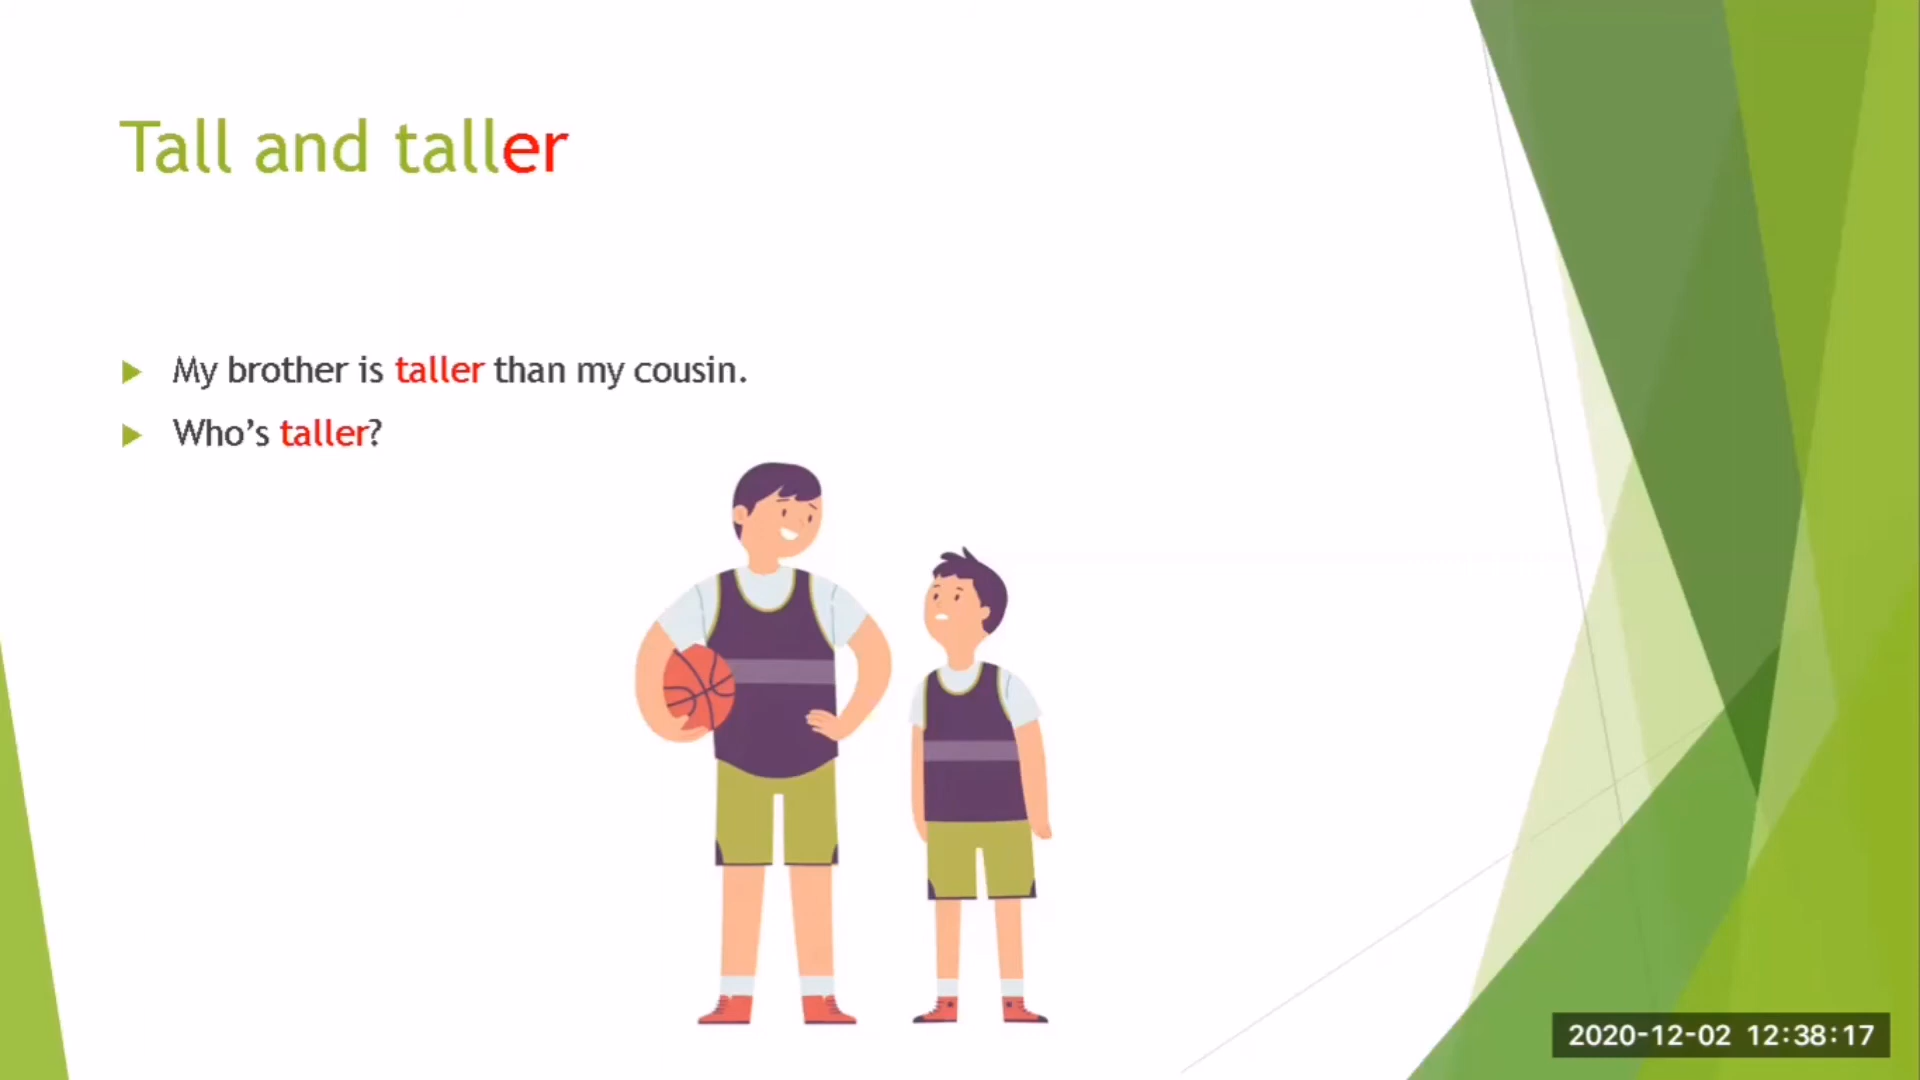 Tall and taller
My brother is taller than my cousin.
Who’s taller?
2020-12-02 12:38:17